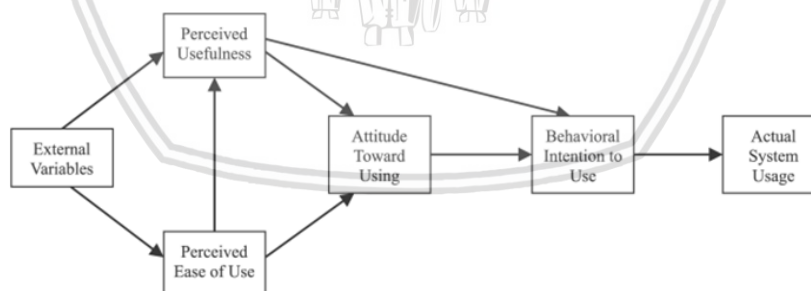 Perceived
Usefulness
External
Variables
Attitude
Toward
Using
Behavioral
Intention to
Use
Actual
System
Usage
Perceived
Ease of Use